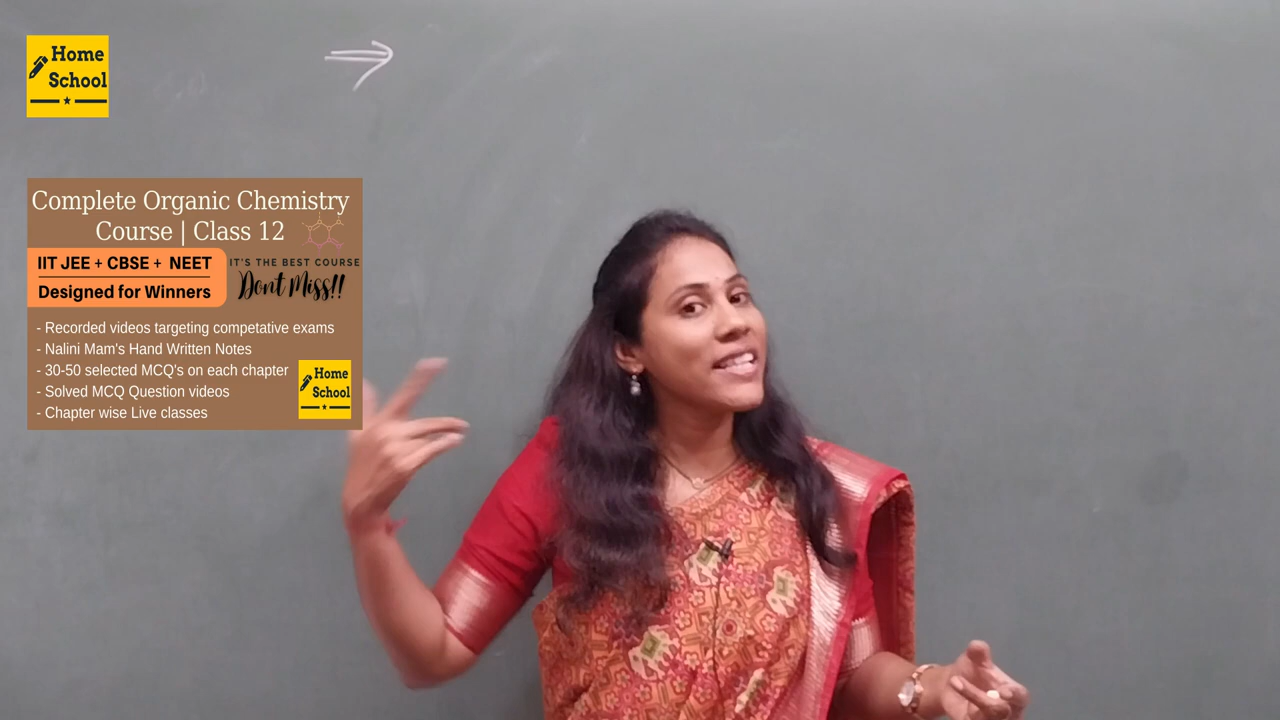 Home
School
Complete Organic Chemistry
Course | Class 12
IIT JEE + CBSE + NEET
Designed for Winners
IT'S THE BEST COURSE
Dont Miss!!
- Recorded videos targeting competative exams
- Nalini Mam's Hand Written Notes
- 30-50 selected MCQ's on each chapter
- Solved MCQ Question videos
- Chapter wise Live classes
Home
School